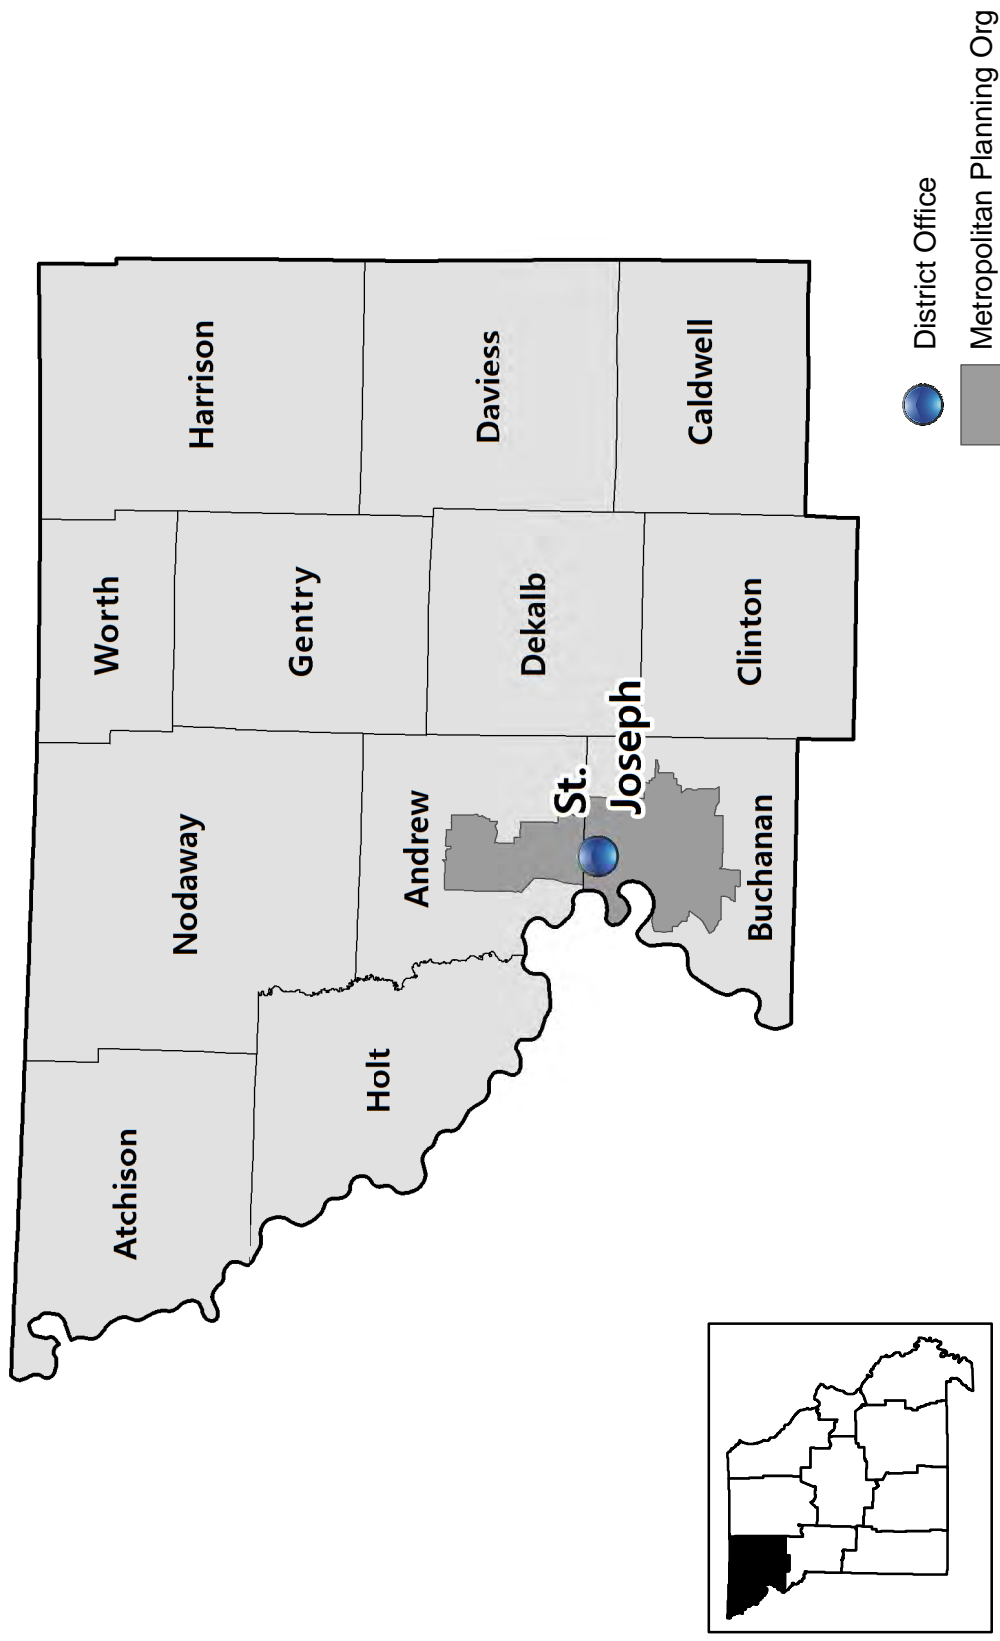 Atchison
Nodaway
Worth
Harrison
Holt
Andrew
Gentry
Daviess
St.
Joseph
Dekalb
Buchanan
Clinton
Caldwell
District Office
Metropolitan Planning Org